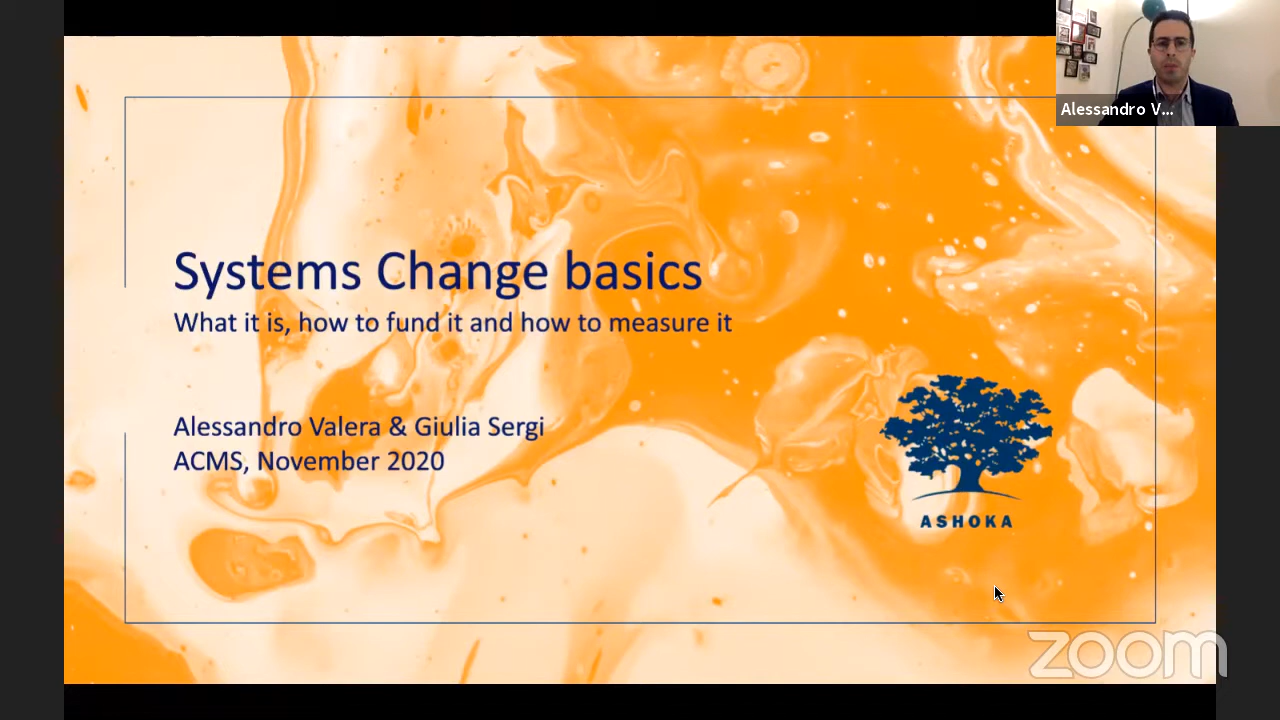 Alessandro V...
Systems Change basics
What it is, how to fund it and how to measure it
Alessandro Valera & Giulia Sergi
ACMS, November 2020
ASHOKA
zoom